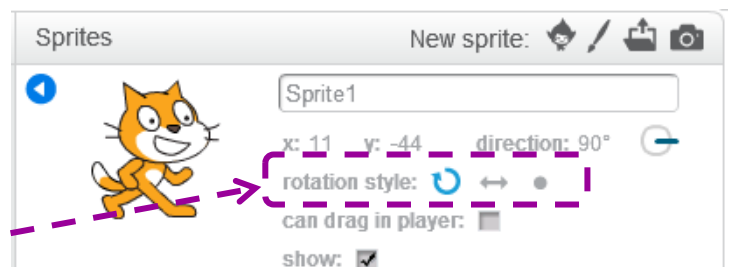 Sprites New sprite:
Sprite1
x: 11 y: -44 direction: 90°
rotation style:
can drag in player:
show: